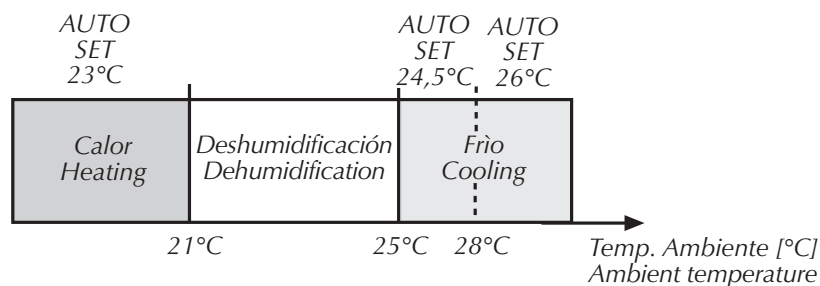 AUTO
SET
23°C
AUTO
SET
24,5°C
AUTO
SET
26°C
Calor
Heating
Deshumidificación
Dehumidification
Frìo
Cooling
21°C
25°C
28°C
Temp. Ambiente [°C]
Ambient temperature